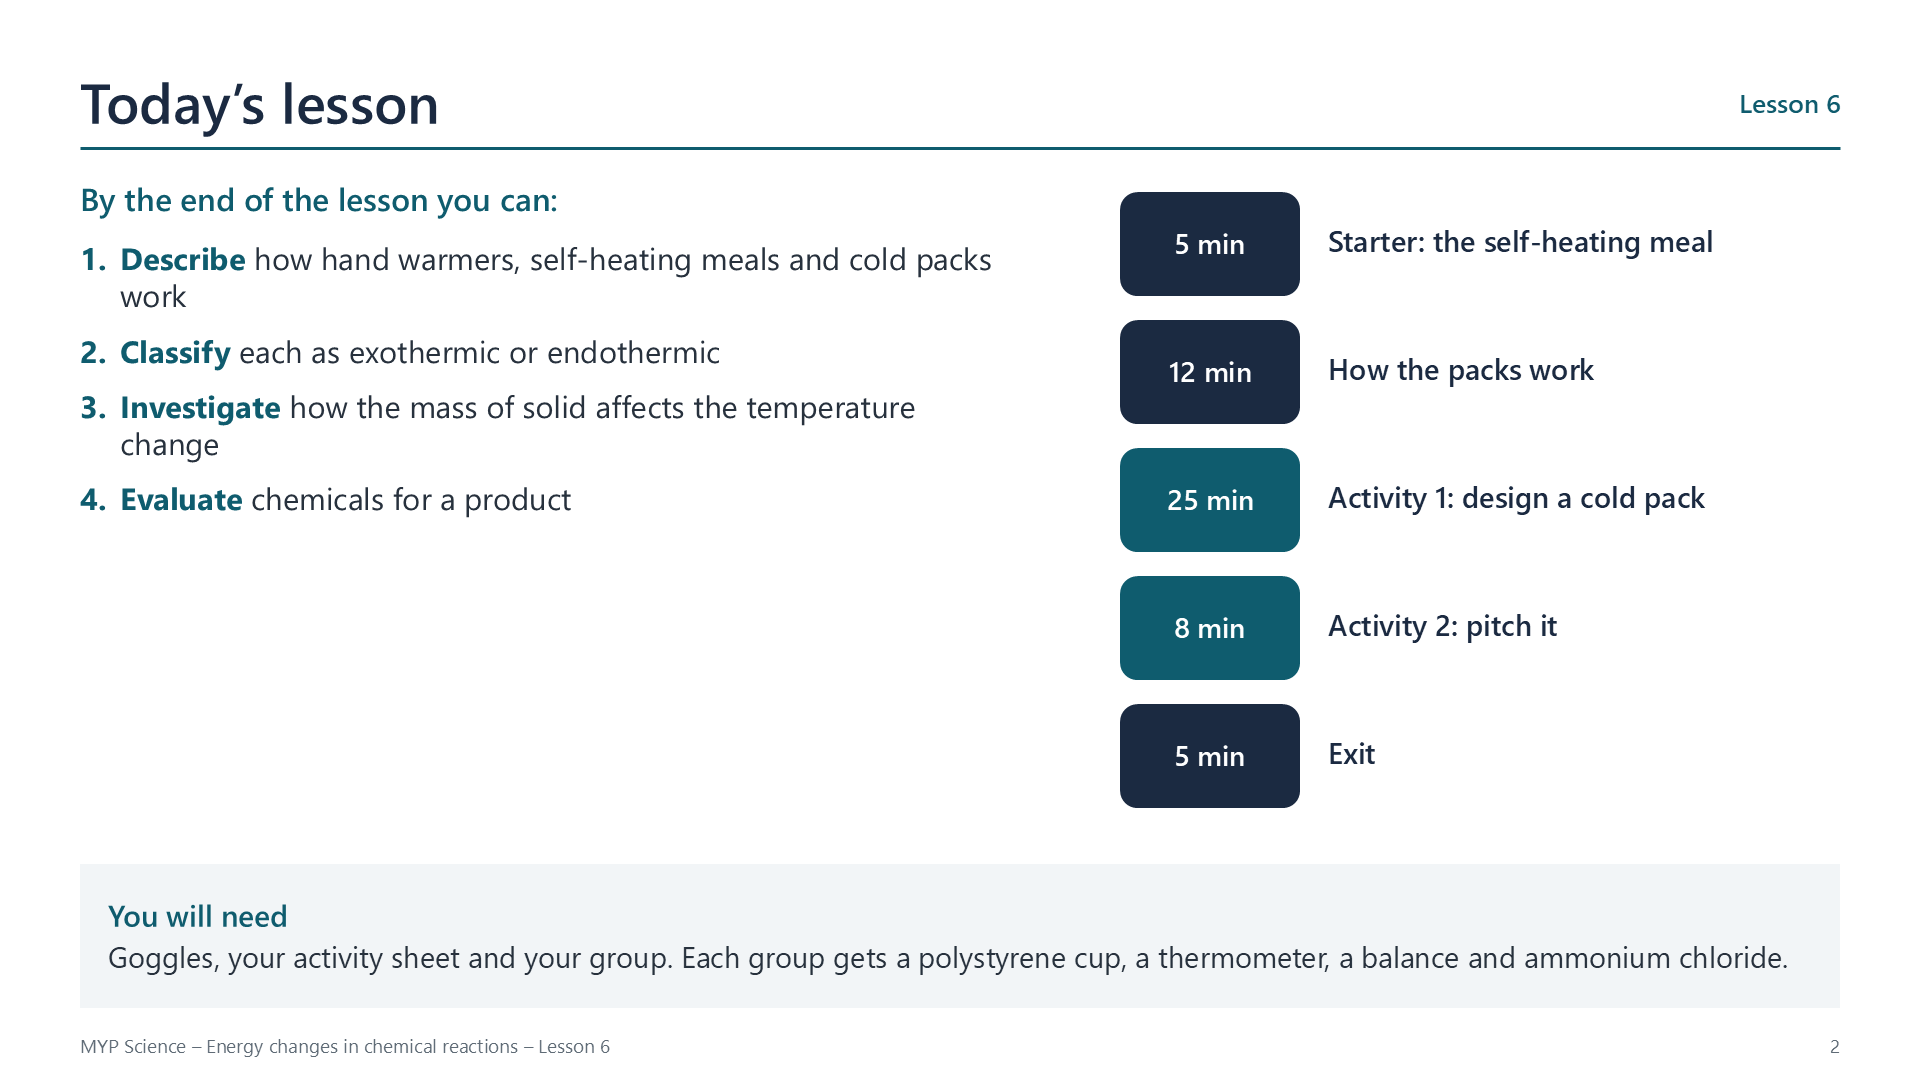 Today’s lesson
Lesson 6
By the end of the lesson you can:
1. Describe how hand warmers, self-heating meals and cold packs
work
2. Classify each as exothermic or endothermic
3. Investigate how the mass of solid affects the temperature
change
4. Evaluate chemicals for a product
5 min
Starter: the self-heating meal
12 min
How the packs work
25 min
Activity 1: design a cold pack
8 min
Activity 2: pitch it
5 min
Exit
You will need
Goggles, your activity sheet and your group. Each group gets a polystyrene cup, a thermometer, a balance and ammonium chloride.
MYP Science – Energy changes in chemical reactions – Lesson 6
2